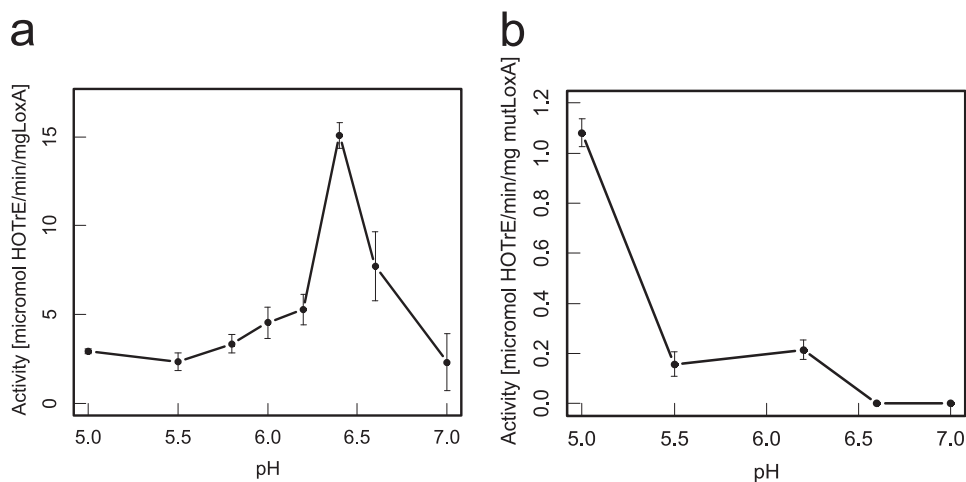 a
Activity [micromol HOTrE/min/mgLoxA]
15
10
5
0
5.0 5.5 6.0 6.5 7.0
pH
b
Activity [micromol HOTrE/min/mg mutLoxA]
1.2
1.0
0.8
0.6
0.4
0.2
0.0
5.0 5.5 6.0 6.5 7.0
pH